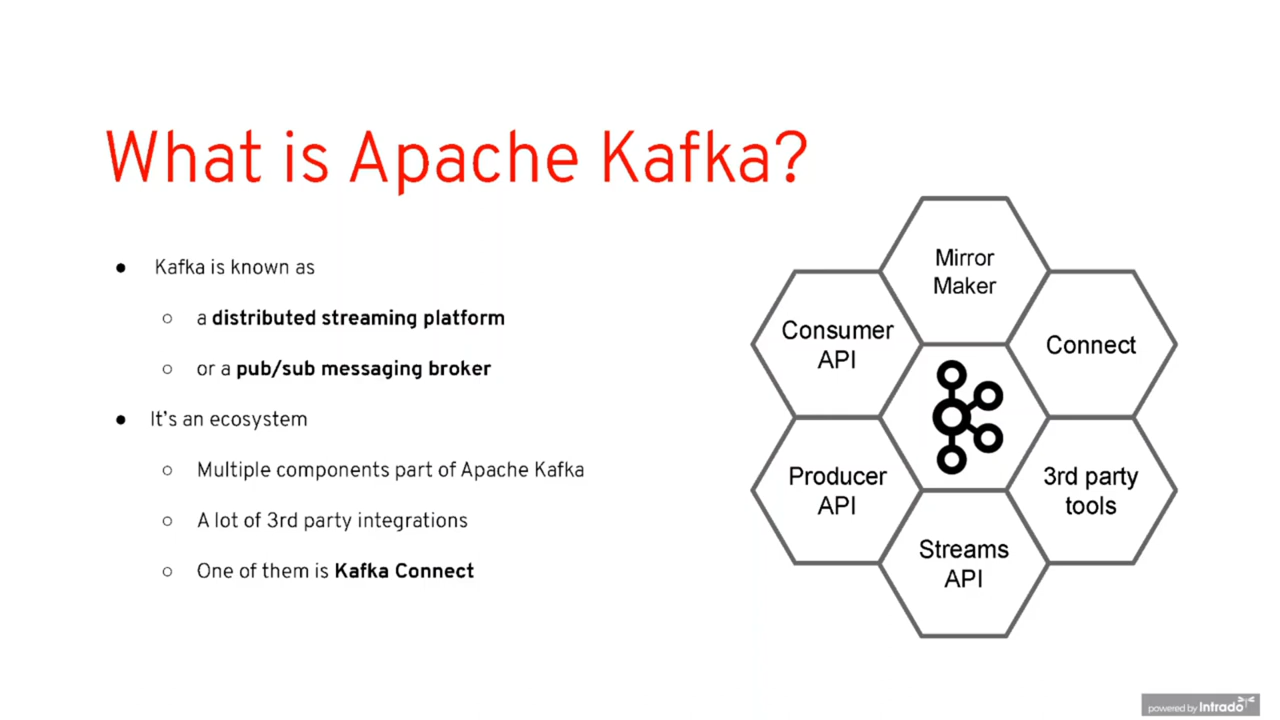 What is Apache Kafka?
● Kafka is known as
○ a distributed streaming platform
○ or a pub/sub messaging broker
● It's an ecosystem
○ Multiple components part of Apache Kafka
○ A lot of 3rd party integrations
○ One of them is Kafka Connect
Mirror
Maker
Consumer
API
Connect
Producer
API
3rd party
tools
Streams
API
powered by Intrado